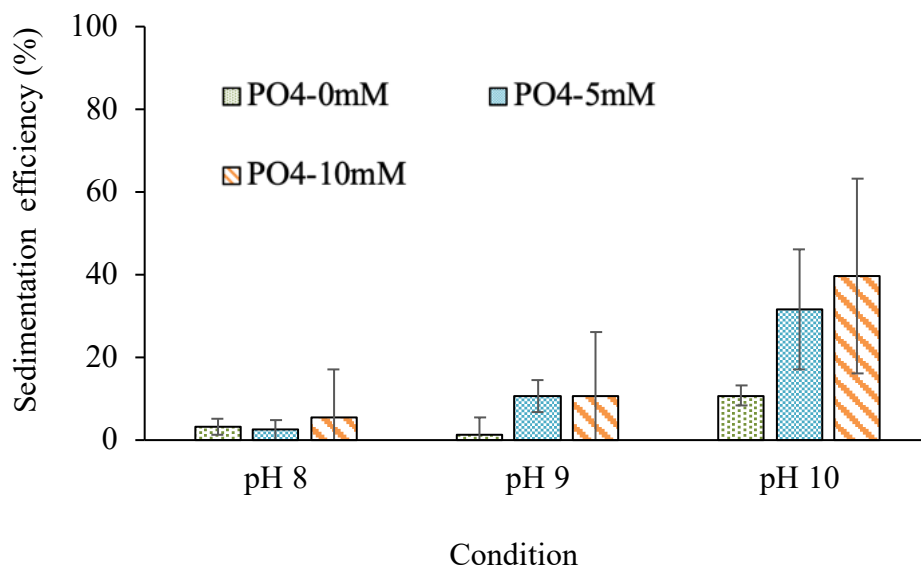 Sedimentation efficiency (%)
100
80
60
40
20
0
PO4-0mM
PO4-5mM
PO4-10mM
pH 8
pH 9
pH 10
Condition